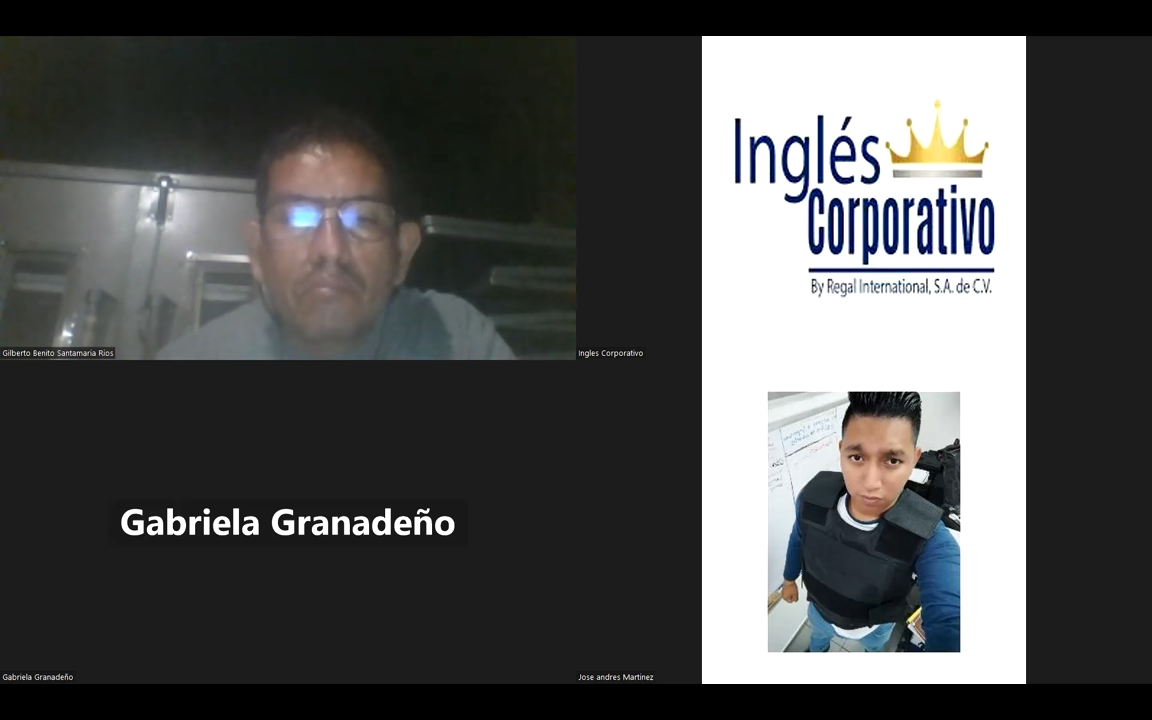 Inglés
Corporativo
By Regal International, S.A. de C.V.
Gilberto Benito Santamaria Rios
Ingles Corporativo
Gabriela Granadeño
Gabriela Granadeño
Jose andres Martinez